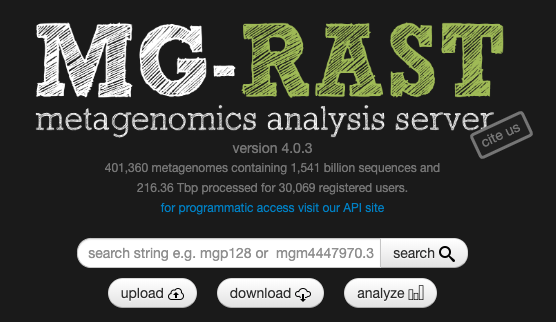 MG-RAST
metagenomics analysis server
cite us
version 4.0.3
401,360 metagenomes containing 1,541 billion sequences and
216.36 Tbp processed for 30,069 registered users.
for programmatic access visit our API site
search string e.g. mgp128 or mgm4447970.3 search
upload download analyze